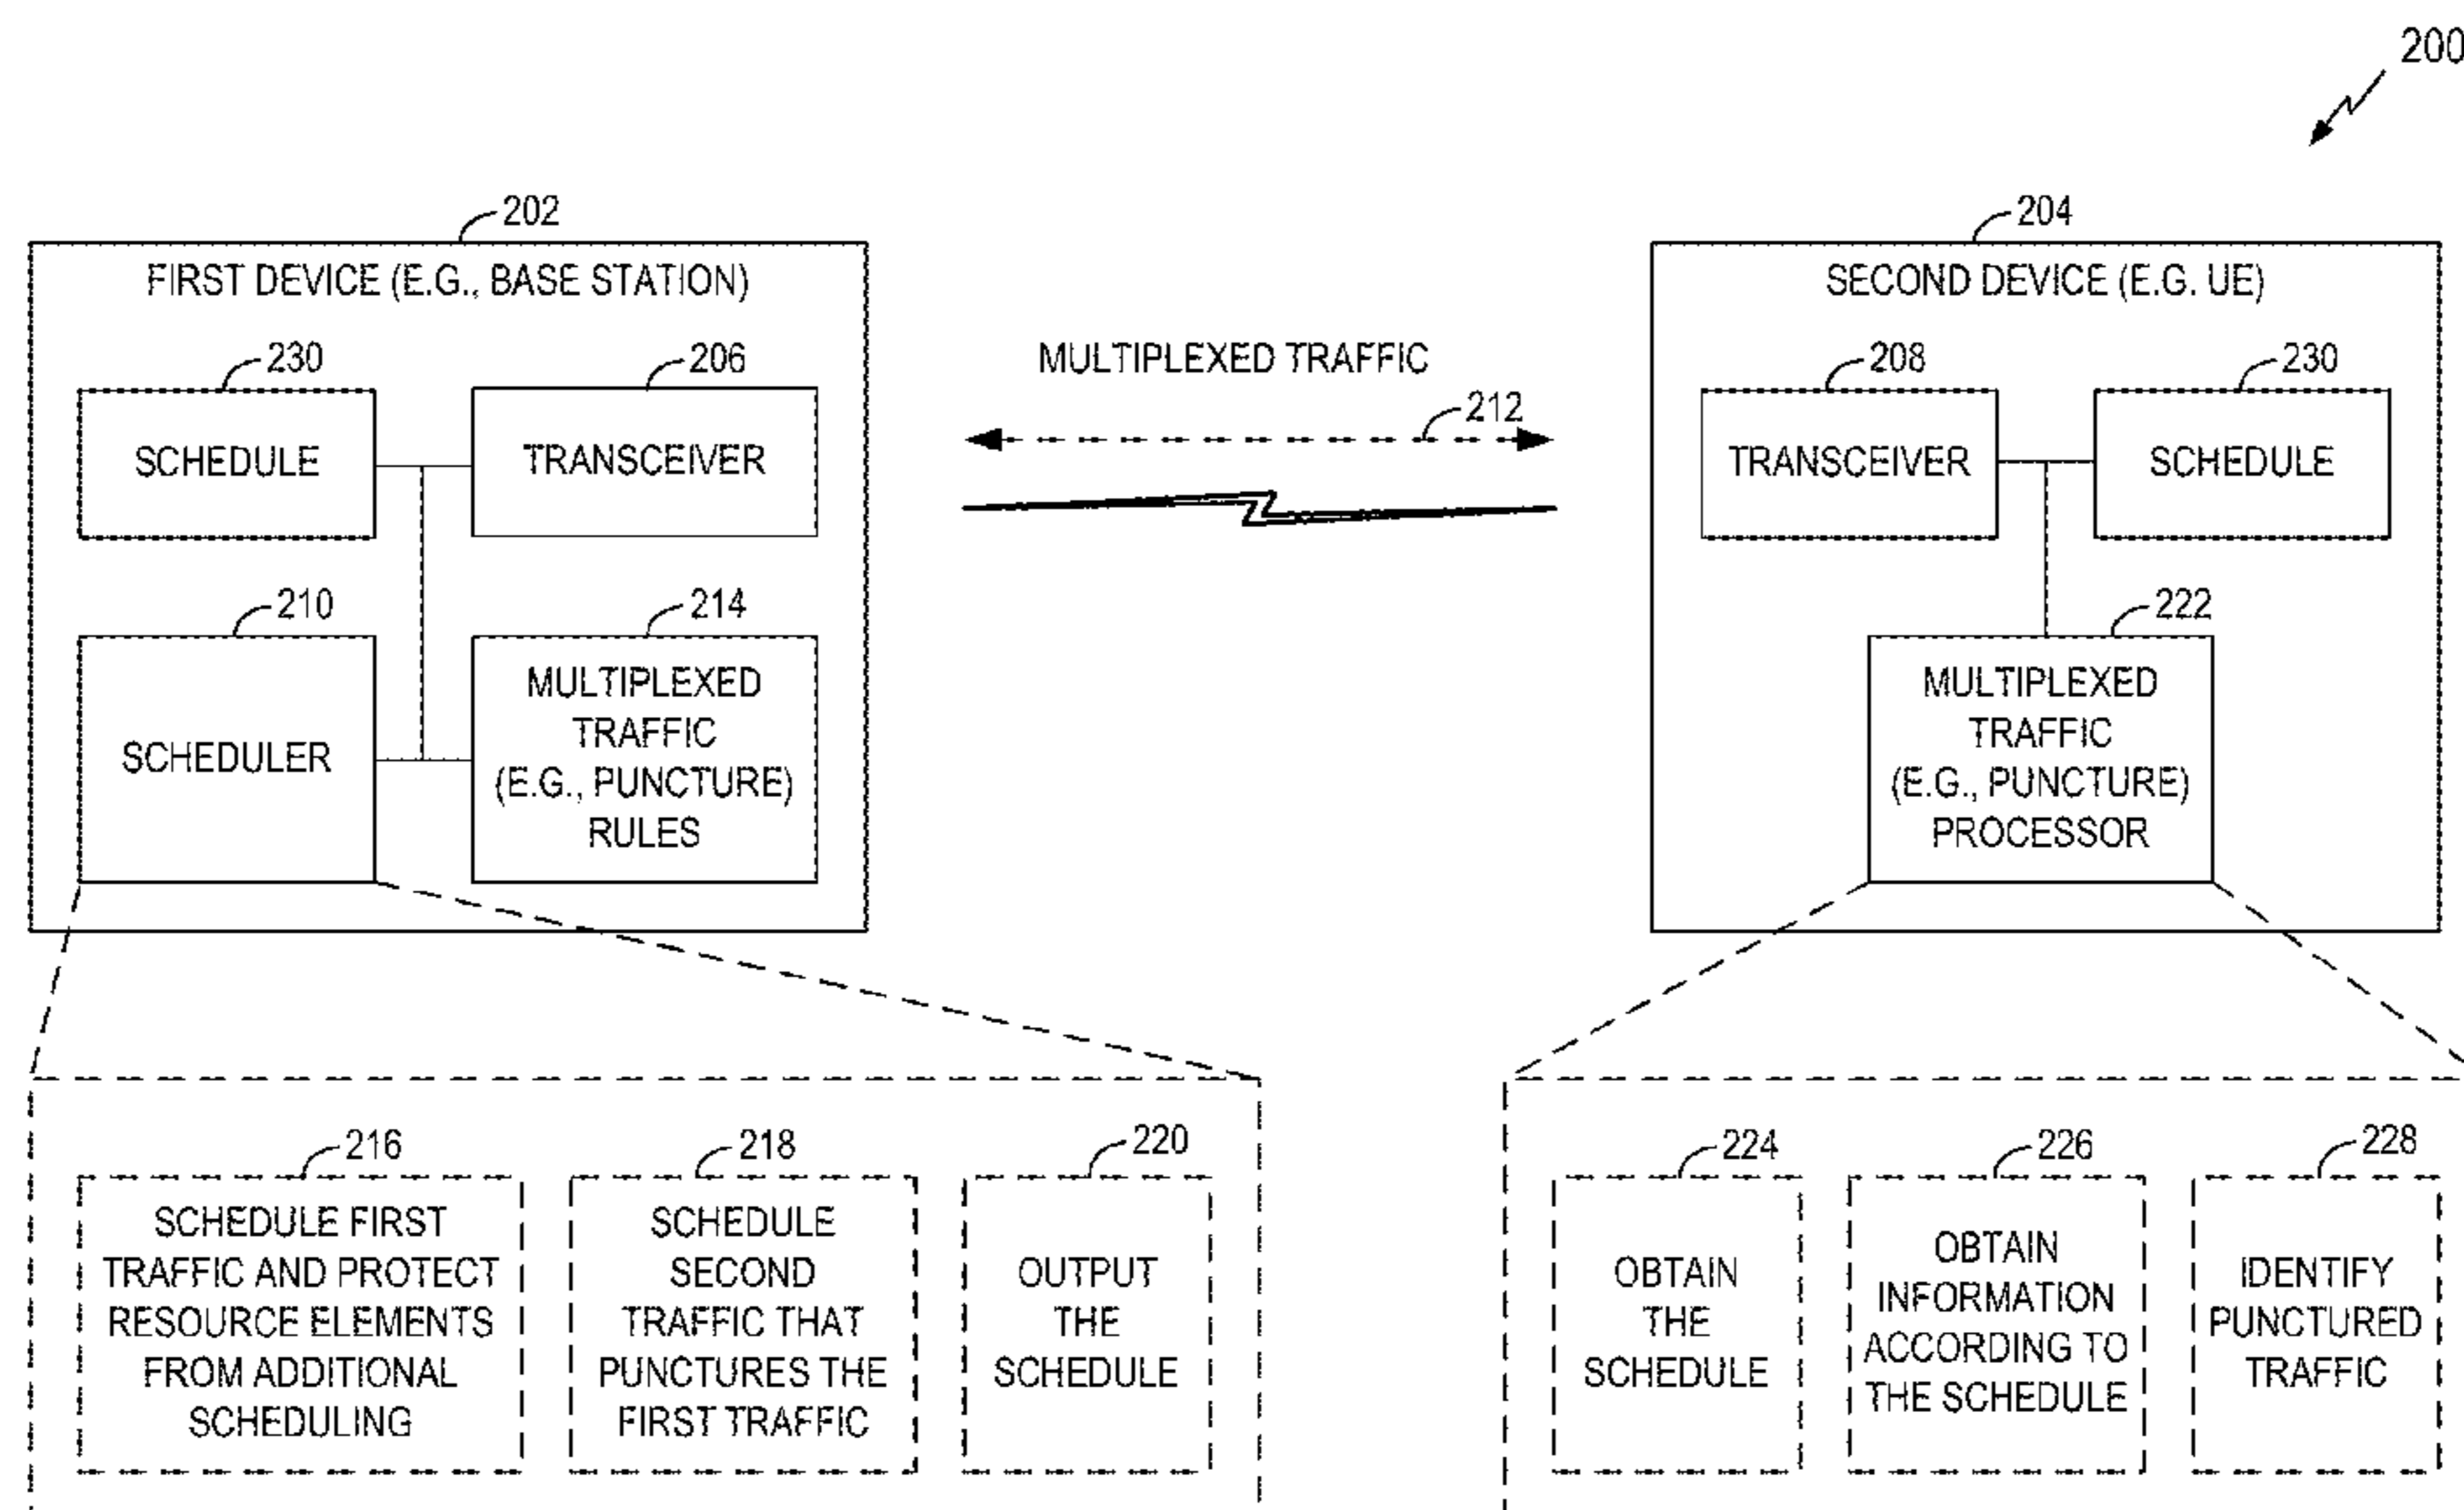 200
202
FIRST DEVICE (E.G., BASE STATION)
230
SCHEDULE
206
TRANSCEIVER
210
SCHEDULER
214
MULTIPLEXED
TRAFFIC
(E.G., PUNCTURE)
RULES
MULTIPLEXED TRAFFIC
212
204
SECOND DEVICE (E.G. UE)
208
TRANSCEIVER
230
SCHEDULE
222
MULTIPLEXED
TRAFFIC
(E.G., PUNCTURE)
PROCESSOR
216
SCHEDULE FIRST
TRAFFIC AND PROTECT
RESOURCE ELEMENTS
FROM ADDITIONAL
SCHEDULING
218
SCHEDULE
SECOND
TRAFFIC THAT
PUNCTURES THE
FIRST TRAFFIC
220
OUTPUT
THE
SCHEDULE
224
OBTAIN
THE
SCHEDULE
226
OBTAIN
INFORMATION
ACCORDING TO
THE SCHEDULE
228
IDENTIFY
PUNCTURED
TRAFFIC